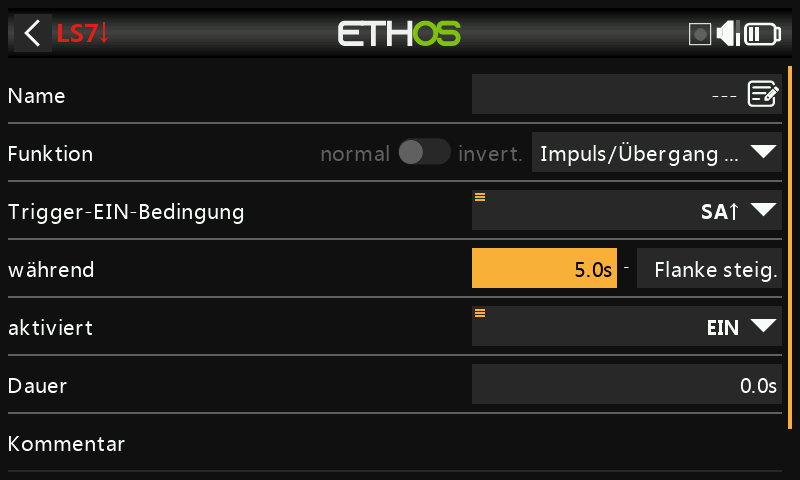 LS7↓ ETHOS
Name ---
Funktion normal invert. Impuls/Übergang ...
Trigger-EIN-Bedingung SA↑
während 5.0s - Flanke steig.
aktiviert EIN
Dauer 0.0s
Kommentar